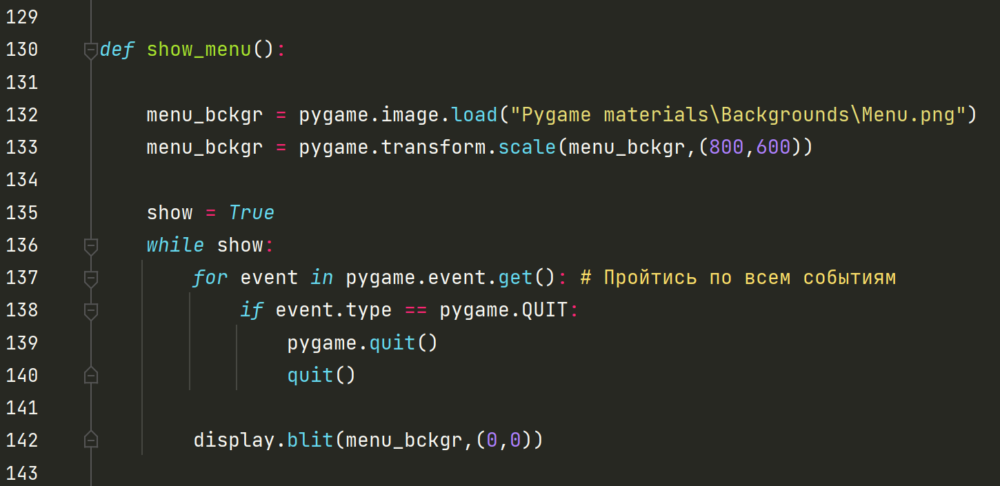 129
130 def show_menu():
131
132     menu_bckgr = pygame.image.load("Pygame materials\Backgrounds\Menu.png")
133     menu_bckgr = pygame.transform.scale(menu_bckgr,(800,600))
134
135     show = True
136     while show:
137         for event in pygame.event.get(): # Пройтись по всем событиям
138             if event.type == pygame.QUIT:
139                 pygame.quit()
140                 quit()
141
142         display.blit(menu_bckgr,(0,0))
143